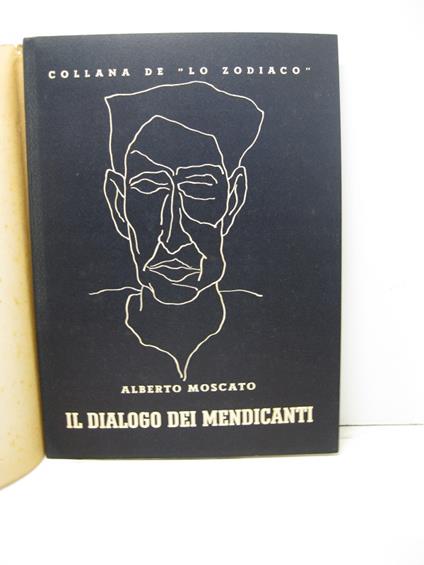 COLLANA DE "LO ZODIACO"
ALBERTO MOSCATO
IL DIALOGO DEI MENDICANTI